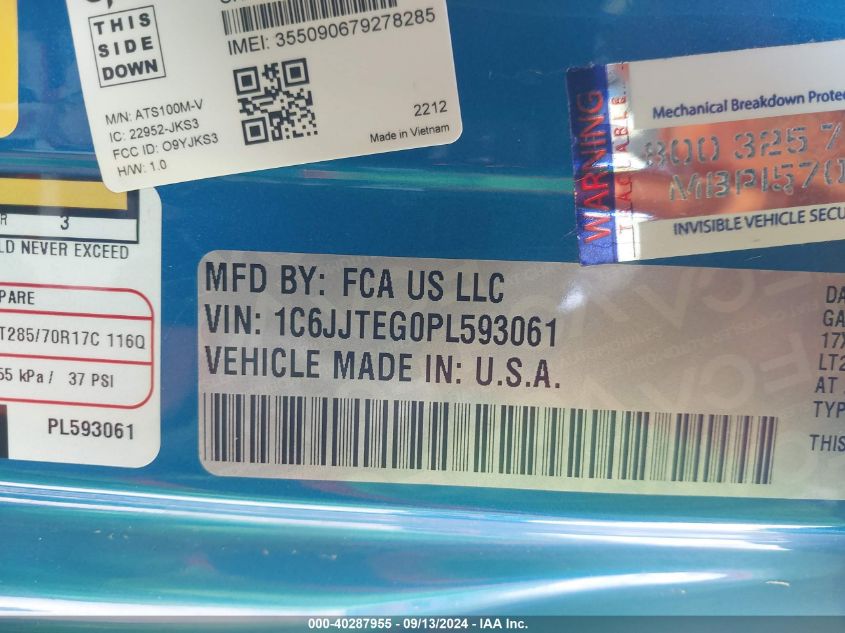 THIS
SIDE
DOWN
IMEI: 355090679278285
M/N: ATS100M-V
IC: 22952-JKS3
FCC ID: O9YJKS3
H/W: 1.0
2212
Made in Vietnam
WARNING
TRACEABLE
Mechanical Breakdown Prote
800 325 7
MBPI570
INVISIBLE VEHICLE SECU
R 3
LD NEVER EXCEED
PARE
T285/70R17C 116Q
55 kPa / 37 PSI
PL593061
MFD BY: FCA US LLC
VIN: 1C6JJTEG0PL593061
VEHICLE MADE IN: U.S.A.
DA
GA
17X
LT2
AT
TYP
THIS
000-40287955 - 09/13/2024 - IAA Inc.